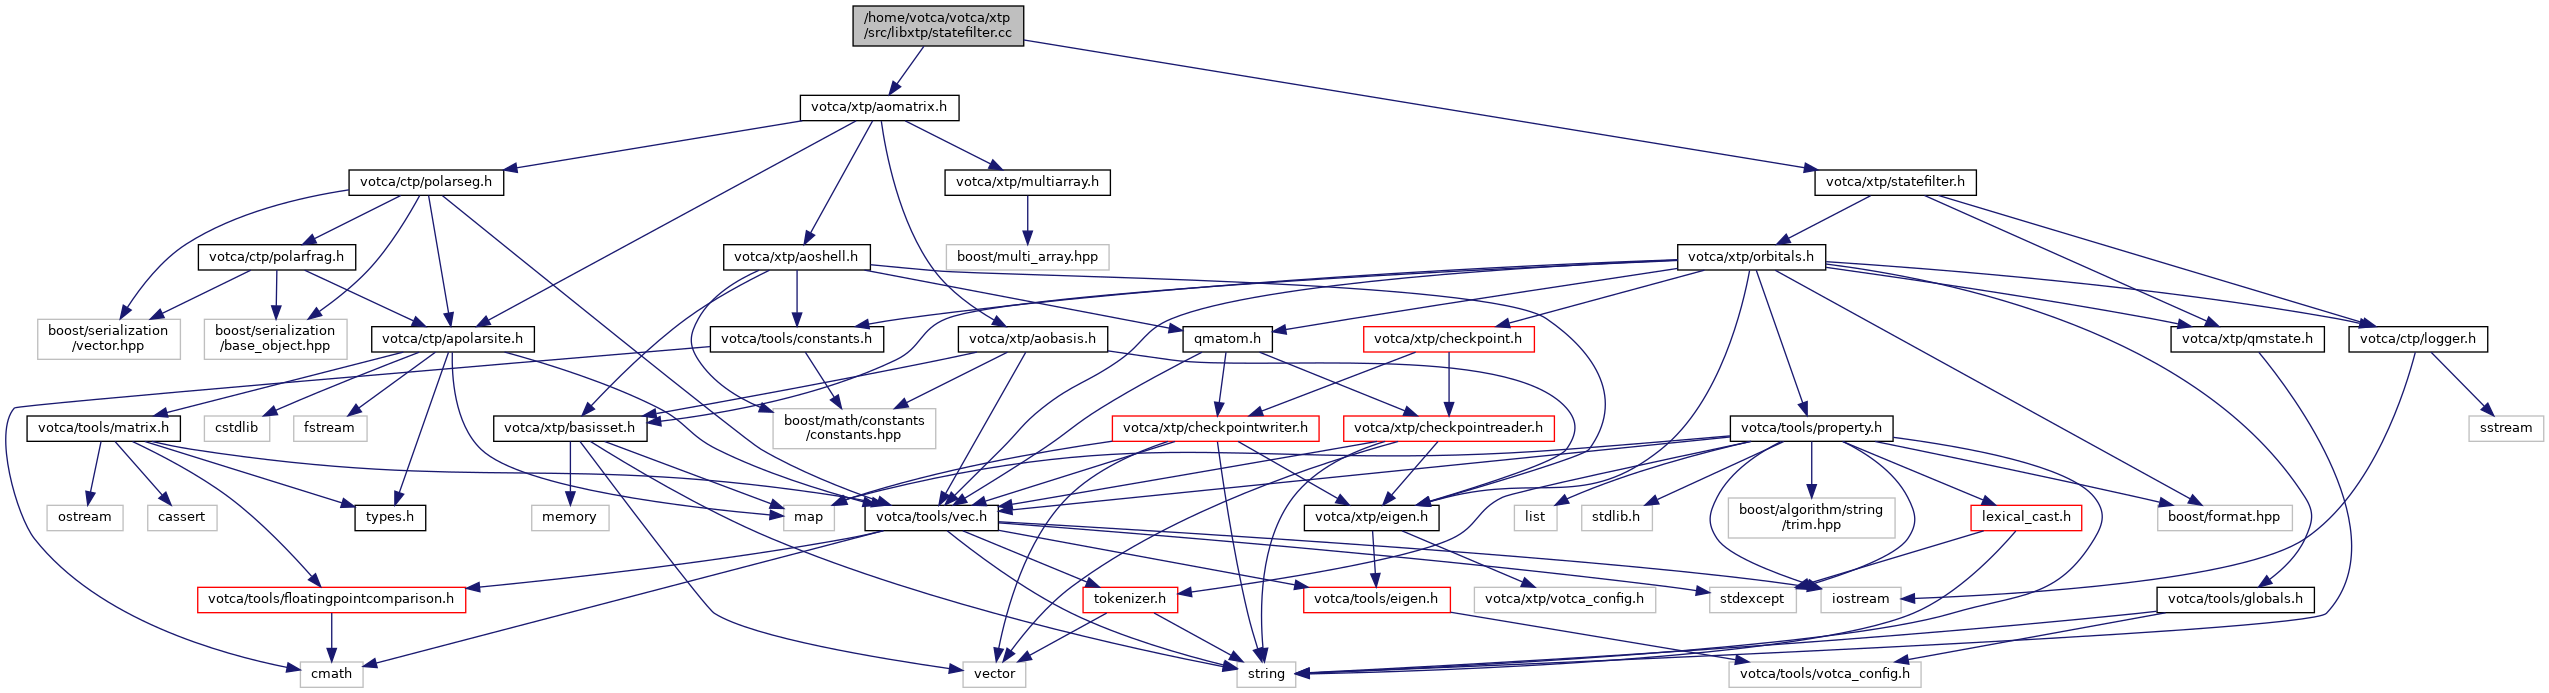 /home/votca/votca/xtp
/src/libxtp/statefilter.cc
votca/xtp/aomatrix.h
votca/ctp/polarseg.h
votca/xtp/multiarray.h
votca/xtp/statefilter.h
votca/ctp/polarfrag.h
votca/xtp/aoshell.h
boost/multi_array.hpp
votca/xtp/orbitals.h
boost/serialization
/vector.hpp
boost/serialization
/base_object.hpp
votca/ctp/apolarsite.h
votca/tools/constants.h
votca/xtp/aobasis.h
qmatom.h
votca/xtp/checkpoint.h
votca/xtp/qmstate.h
votca/ctp/logger.h
votca/tools/matrix.h
cstdlib
fstream
votca/xtp/basisset.h
boost/math/constants
/constants.hpp
votca/xtp/checkpointwriter.h
votca/xtp/checkpointreader.h
votca/tools/property.h
sstream
ostream
cassert
types.h
memory
map
votca/tools/vec.h
votca/xtp/eigen.h
list
stdlib.h
boost/algorithm/string
/trim.hpp
lexical_cast.h
boost/format.hpp
votca/tools/floatingpointcomparison.h
tokenizer.h
votca/tools/eigen.h
votca/xtp/votca_config.h
stdexcept
iostream
votca/tools/globals.h
cmath
vector
string
votca/tools/votca_config.h